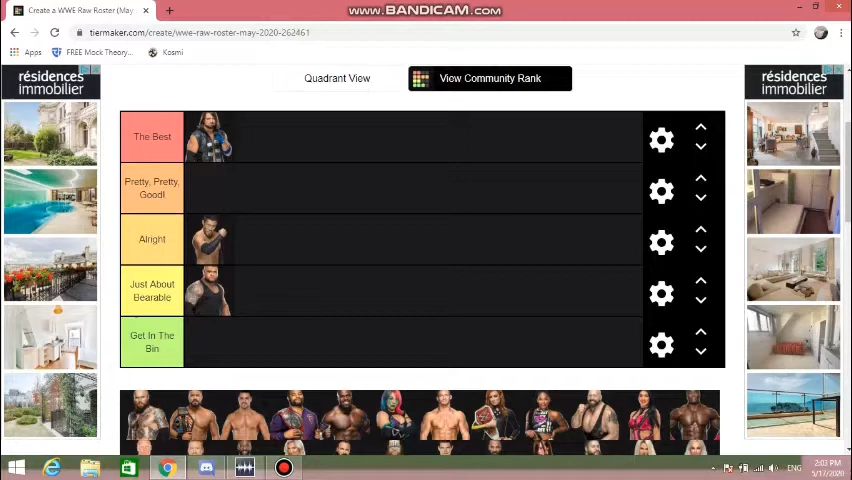 www.BANDICAM.com
Create a WWE Raw Roster (May
tiermaker.com/create/wwe-raw-roster-may-2020-262461
Apps
FREE Mock Theory...
Kosmi
résidences
immobilier
Quadrant View
View Community Rank
résidences
immobilier
The Best
Pretty, Pretty,
Good!
Alright
Just About
Bearable
Get In The
Bin
ENG
2:03 PM
5/17/2020